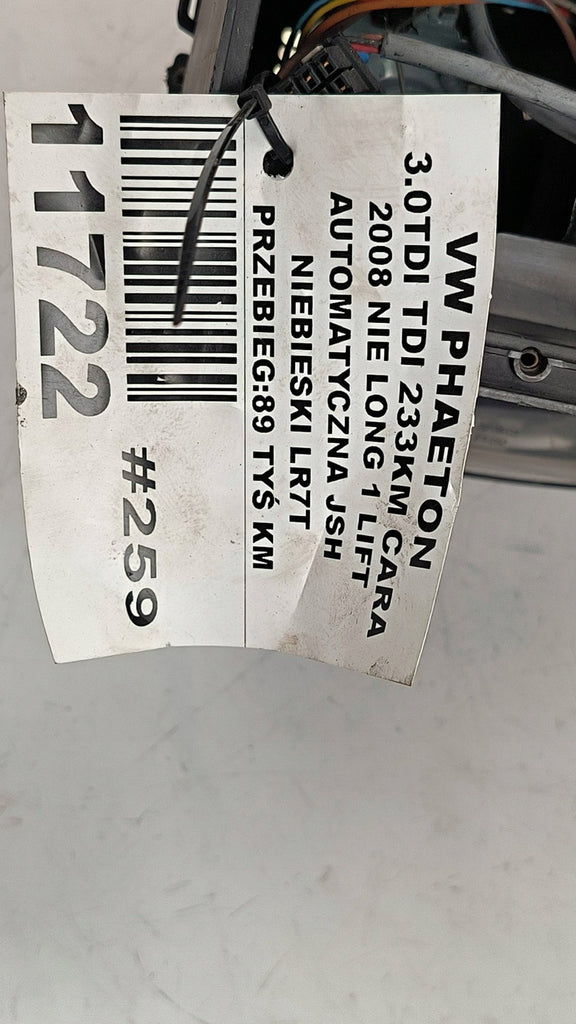 VW PHAETON
3.0TDI TDI 233KM CARA
2008 NIE LONG 1 LIFT
AUTOMATYCZNA JSH
NIEBIESKI LR7T
PRZEBIEG:89 TYŚ KM
#259
11722